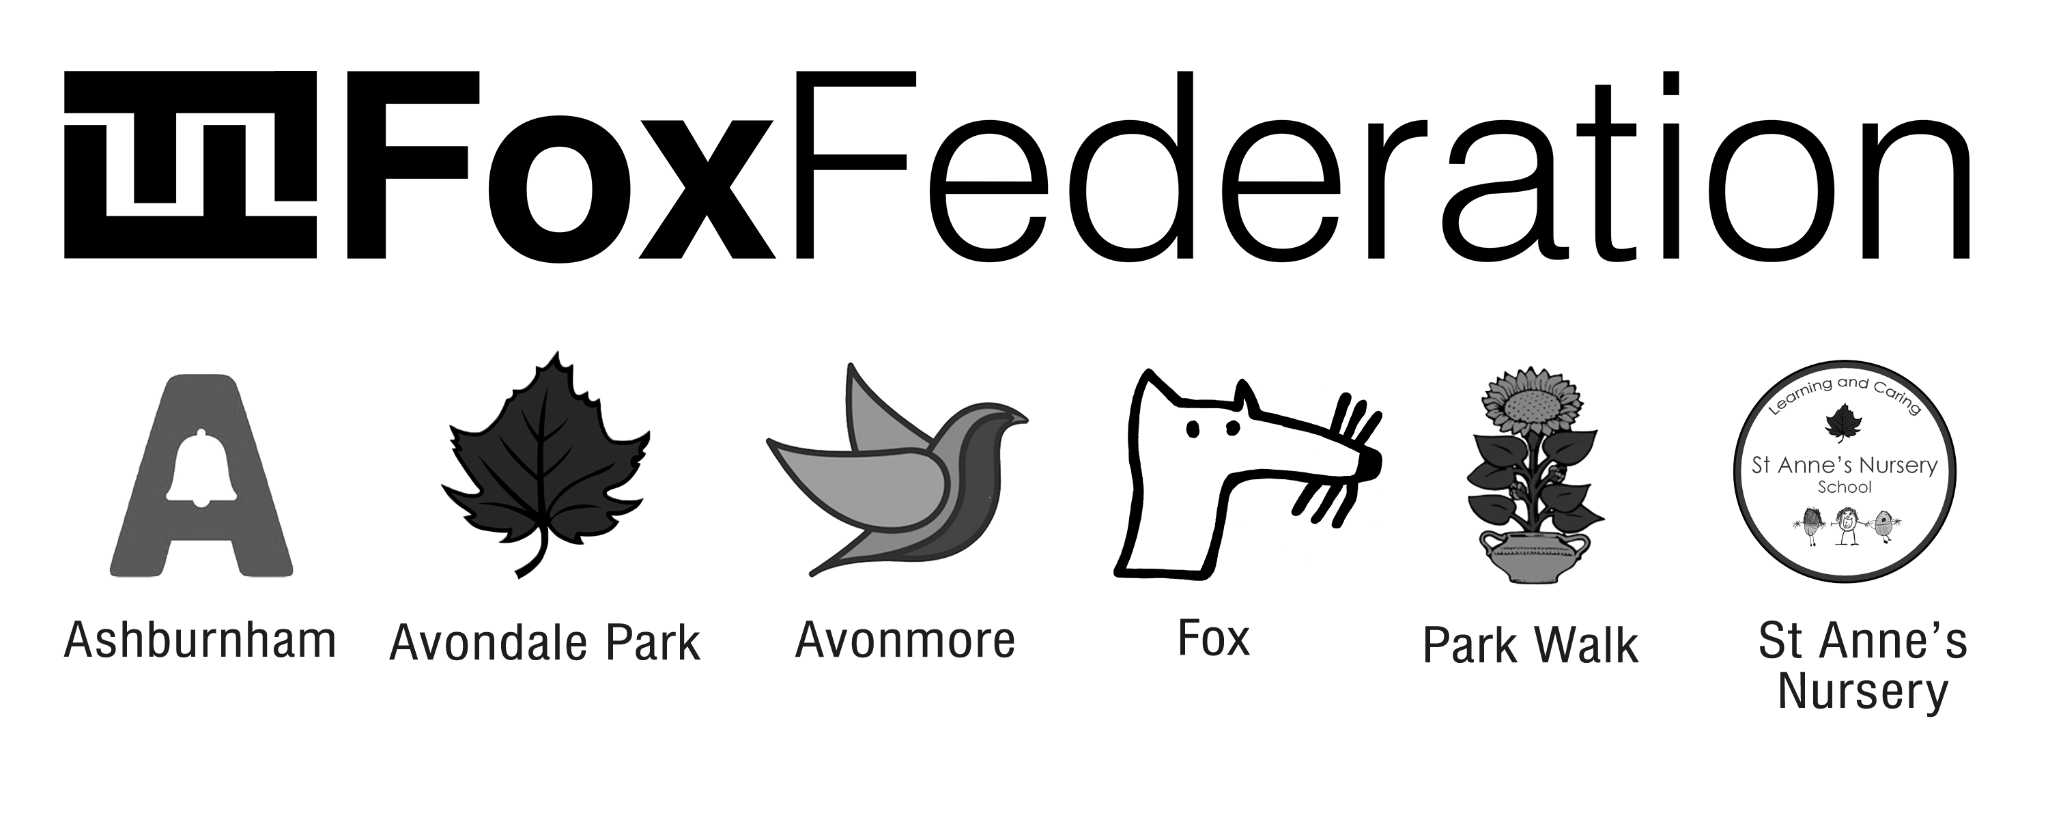 FoxFederation
Learning and Caring
St Anne's Nursery
School
Ashburnham
Avondale Park
Avonmore
Fox
Park Walk
St Anne’s
Nursery